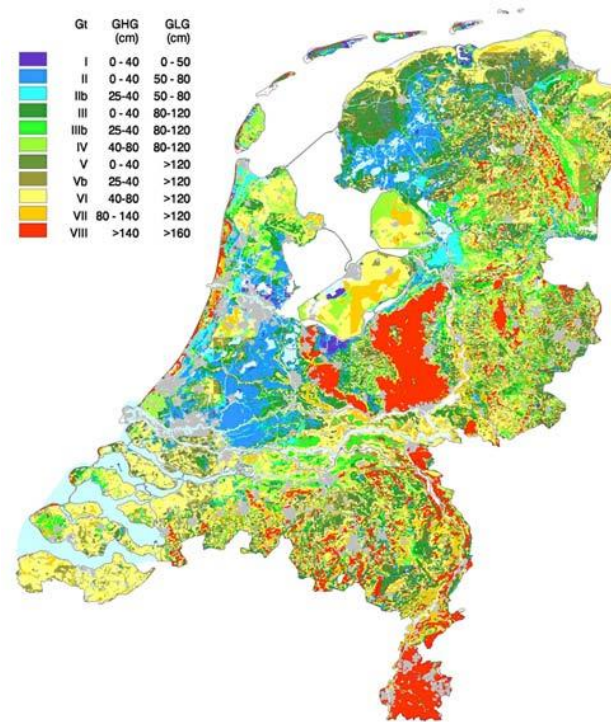 Gt GHG GLG
(cm) (cm)
I 0 - 40 0 - 50
II 0 - 40 50 - 80
IIb 25-40 50 - 80
III 0 - 40 80-120
IIIb 25-40 80-120
IV 40-80 80-120
V 0 - 40 >120
Vb 25-40 >120
VI 40-80 >120
VII 80 - 140 >120
VIII >140 >160